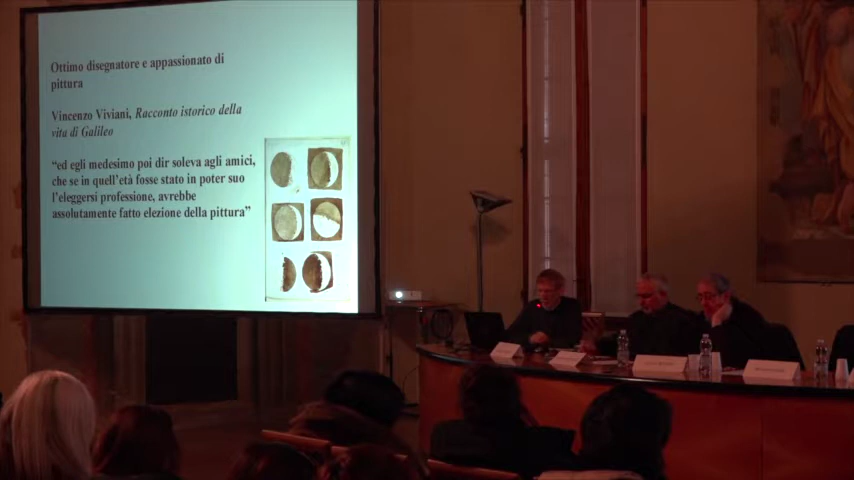 Ottimo disegnatore e appassionato di
pittura
Vincenzo Viviani, Racconto istorico della
vita di Galileo
“ed egli medesimo poi dir soleva agli amici,
che se in quell’età fosse stato in poter suo
l’eleggersi professione, avrebbe
assolutamente fatto elezione della pittura”